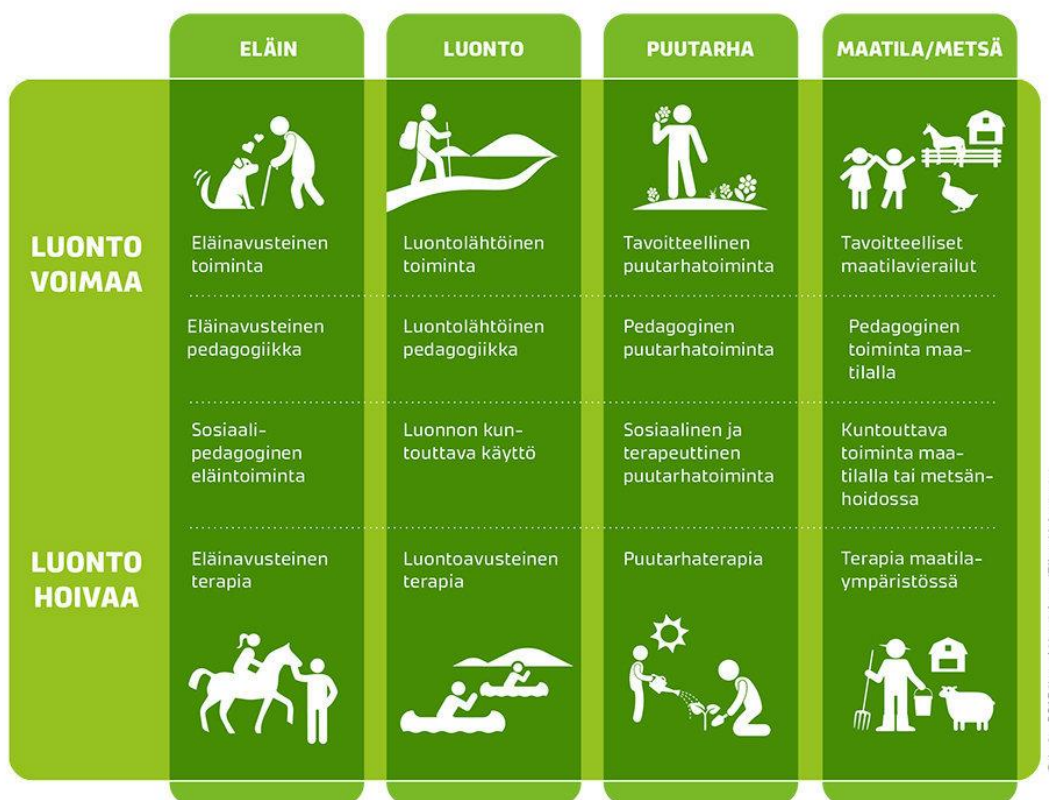 ELÄIN
LUONTO
PUUTARHA
MAATILA/METSÄ
LUONTO
VOIMAA
Eläinavusteinen
toiminta
Luontolähtöinen
toiminta
Tavoitteellinen
puutarhatoiminta
Tavoitteelliset
maatilavierailut
Eläinavusteinen
pedagogiikka
Luontolähtöinen
pedagogiikka
Pedagoginen
puutarhatoiminta
Pedagoginen
toiminta maa-
tilalla
Sosiaali-
pedagoginen
eläintoiminta
Luonnon kun-
touttava käyttö
Sosiaalinen ja
terapeuttinen
puutarhatoiminta
Kuntouttava
toiminta maa-
tilalla tai metsän-
hoidossa
LUONTO
HOIVAA
Eläinavusteinen
terapia
Luontoavusteinen
terapia
Puutarhaterapia
Terapia maatila-
ympäristössä